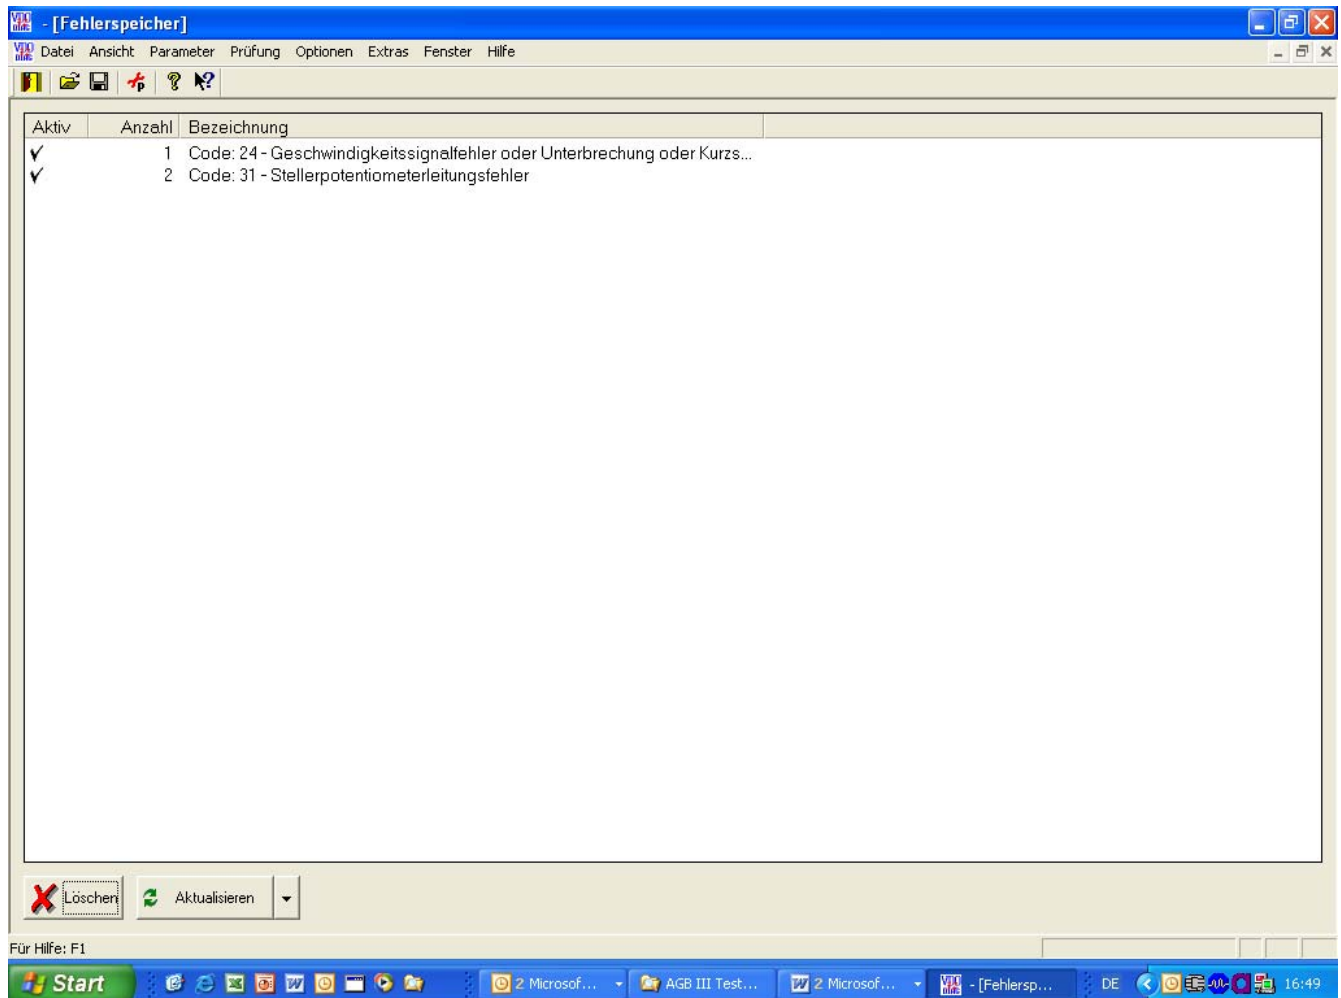 - [Fehlerspeicher]
Datei Ansicht Parameter Prüfung Optionen Extras Fenster Hilfe
Aktiv Anzahl Bezeichnung
1 Code: 24 - Geschwindigkeitssignalfehler oder Unterbrechung oder Kurzs...
2 Code: 31 - Stellerpotentiometerleitungsfehler
Löschen Aktualisieren
Für Hilfe: F1
Start 2 Microsof... AGB III Test... 2 Microsof... - [Fehlersp... DE 16:49